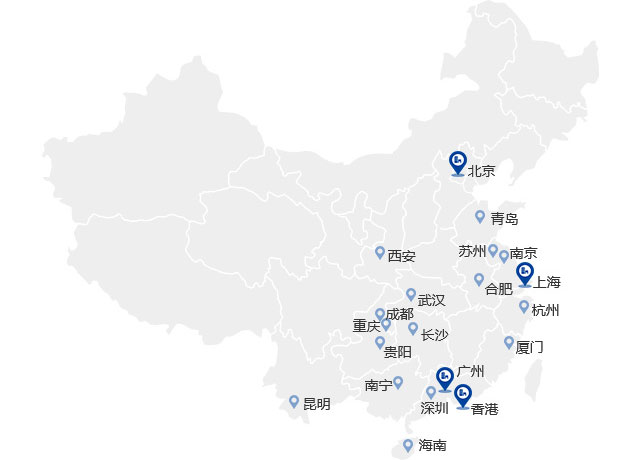 北京
青岛
苏州
南京
西安
上海
合肥
武汉
杭州
成都
重庆
长沙
厦门
贵阳
广州
南宁
昆明
深圳
香港
海南